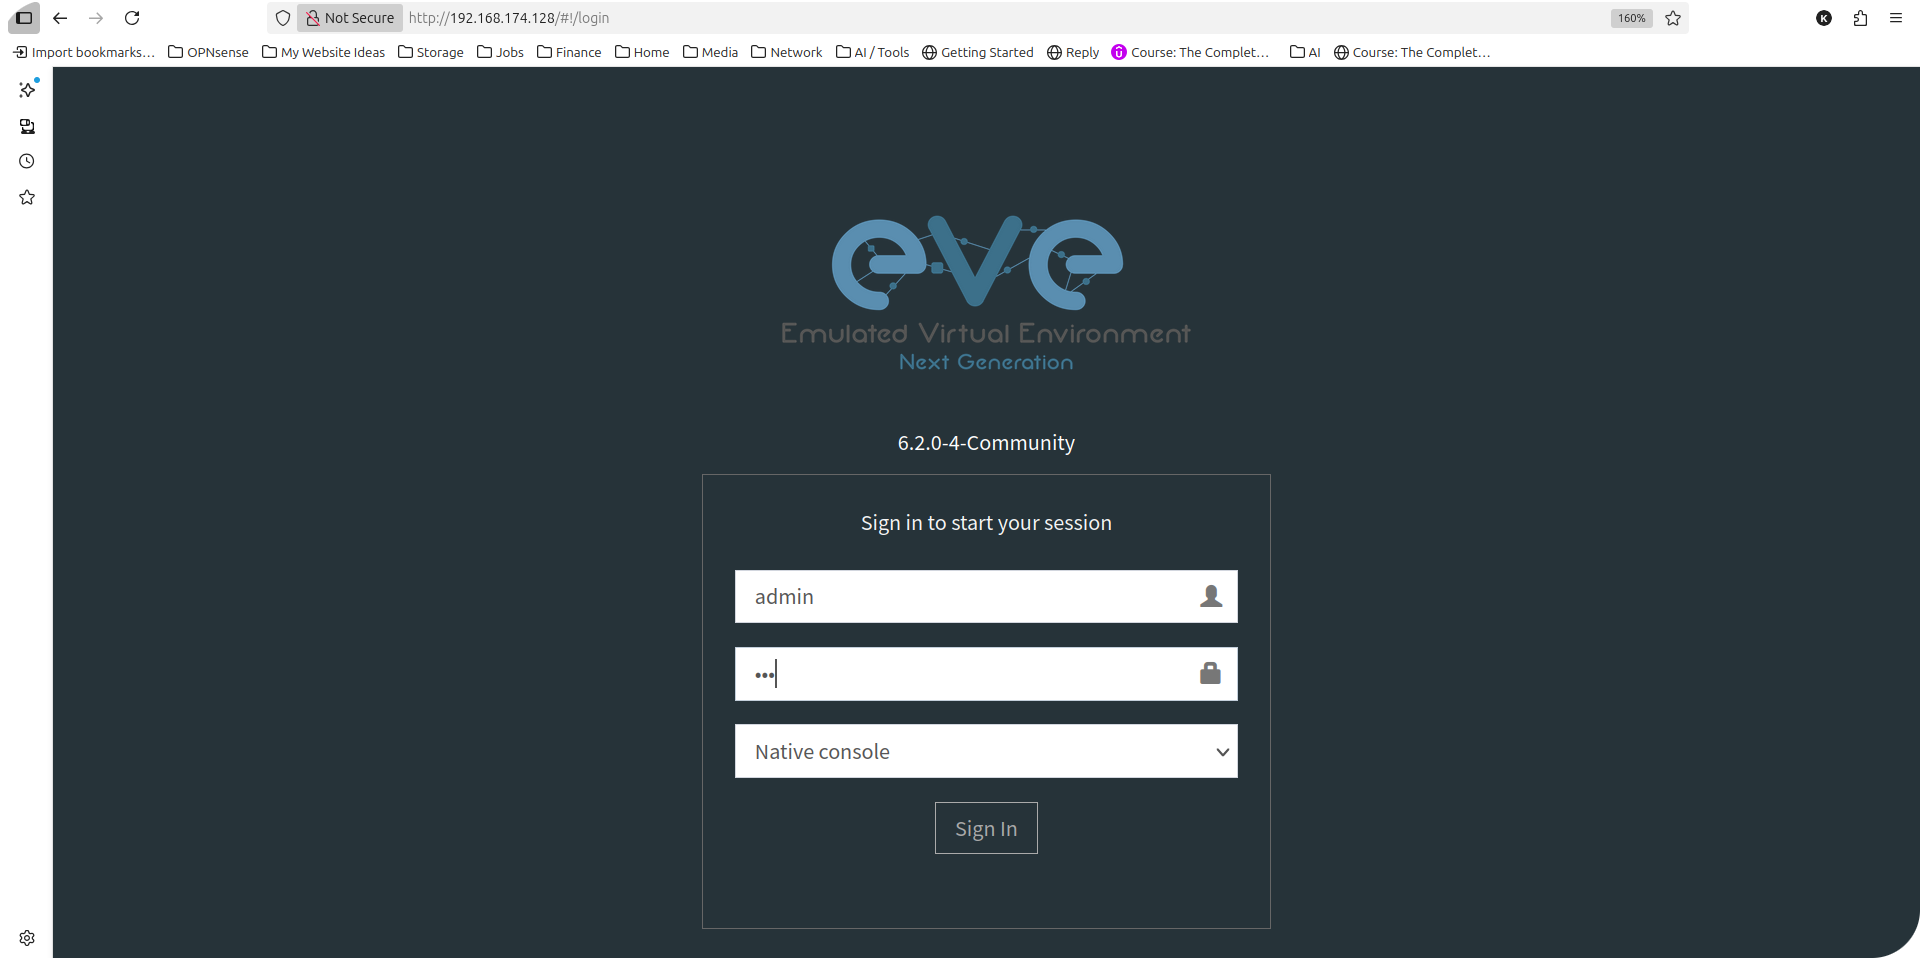 Not Secure http://192.168.174.128/#!/login 160% K
Import bookmarks... OPNsense My Website Ideas Storage Jobs Finance Home Media Network AI / Tools Getting Started Reply Course: The Complet... AI Course: The Complet...
eve
Emulated Virtual Environment
Next Generation
6.2.0-4-Community
Sign in to start your session
admin
•••
Native console
Sign In